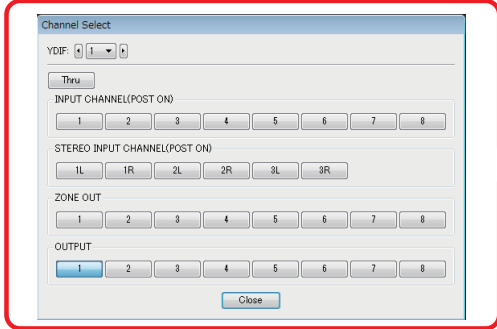 Channel Select
YDIF: 1
Thru
INPUT CHANNEL(POST ON)
1 2 3 4 5 6 7 8
STEREO INPUT CHANNEL(POST ON)
1L 1R 2L 2R 3L 3R
ZONE OUT
1 2 3 4 5 6 7 8
OUTPUT
1 2 3 4 5 6 7 8
Close